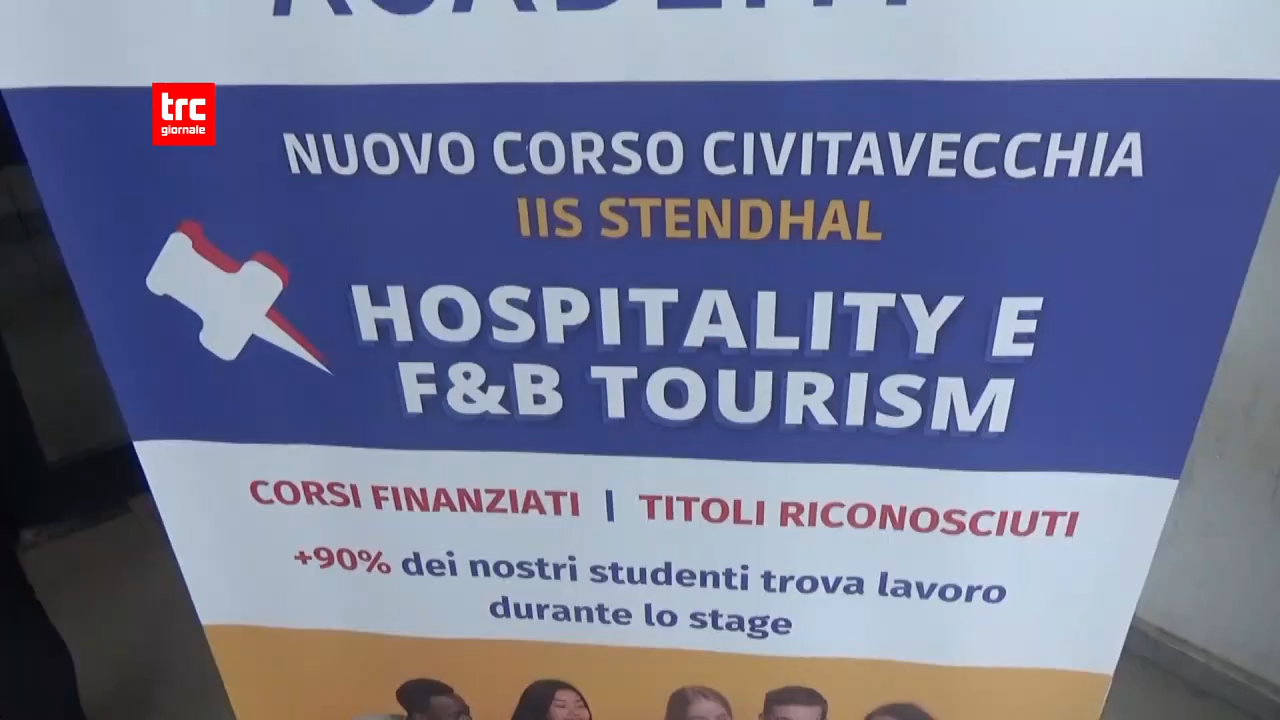 ACADEMY
trc
giornale
NUOVO CORSO CIVITAVECCHIA
IIS STENDHAL
HOSPITALITY E
F&B TOURISM
CORSI FINANZIATI | TITOLI RICONOSCIUTI
+90% dei nostri studenti trova lavoro
durante lo stage